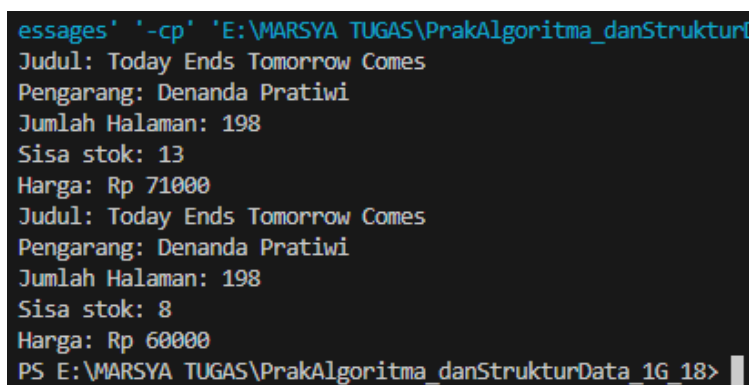 essages' '-cp' 'E:\MARSYA TUGAS\PrakAlgoritma_danStrukturD
Judul: Today Ends Tomorrow Comes
Pengarang: Denanda Pratiwi
Jumlah Halaman: 198
Sisa stok: 13
Harga: Rp 71000
Judul: Today Ends Tomorrow Comes
Pengarang: Denanda Pratiwi
Jumlah Halaman: 198
Sisa stok: 8
Harga: Rp 60000
PS E:\MARSYA TUGAS\PrakAlgoritma_danStrukturData_1G_18>